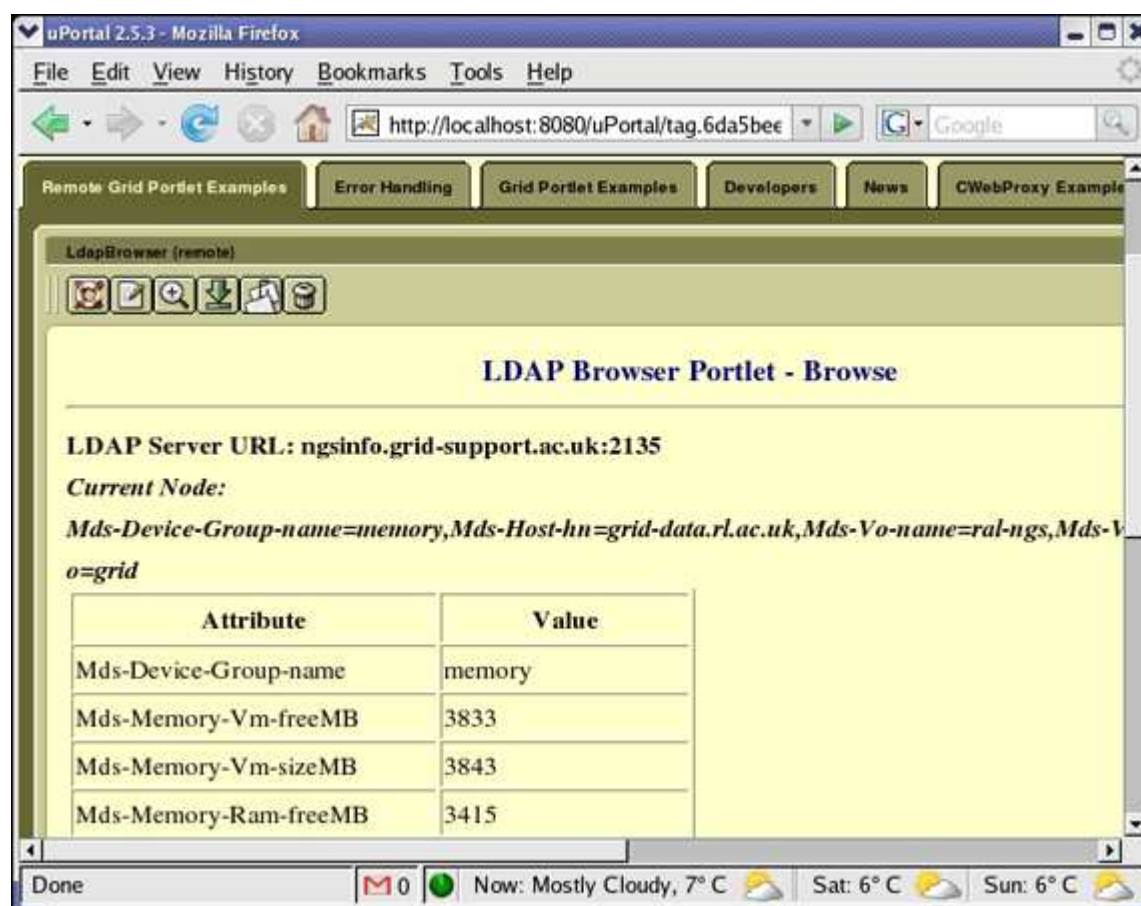 uPortal 2.5.3 - Mozilla Firefox
File Edit View History Bookmarks Tools Help
http://localhost:8080/uPortal/tag.6da5bee G Google
Remote Grid Portlet Examples Error Handling Grid Portlet Examples Developers News CWebProxy Example
LdapBrowser (remote)
LDAP Browser Portlet - Browse
LDAP Server URL: ngsinfo.grid-support.ac.uk:2135
Current Node:
Mds-Device-Group-name=memory,Mds-Host-hn=grid-data.rl.ac.uk,Mds-Vo-name=ral-ngs,Mds-V
o=grid
Attribute Value
Mds-Device-Group-name memory
Mds-Memory-Vm-freeMB 3833
Mds-Memory-Vm-sizeMB 3843
Mds-Memory-Ram-freeMB 3415
Done 0 Now: Mostly Cloudy, 7° C Sat: 6° C Sun: 6° C